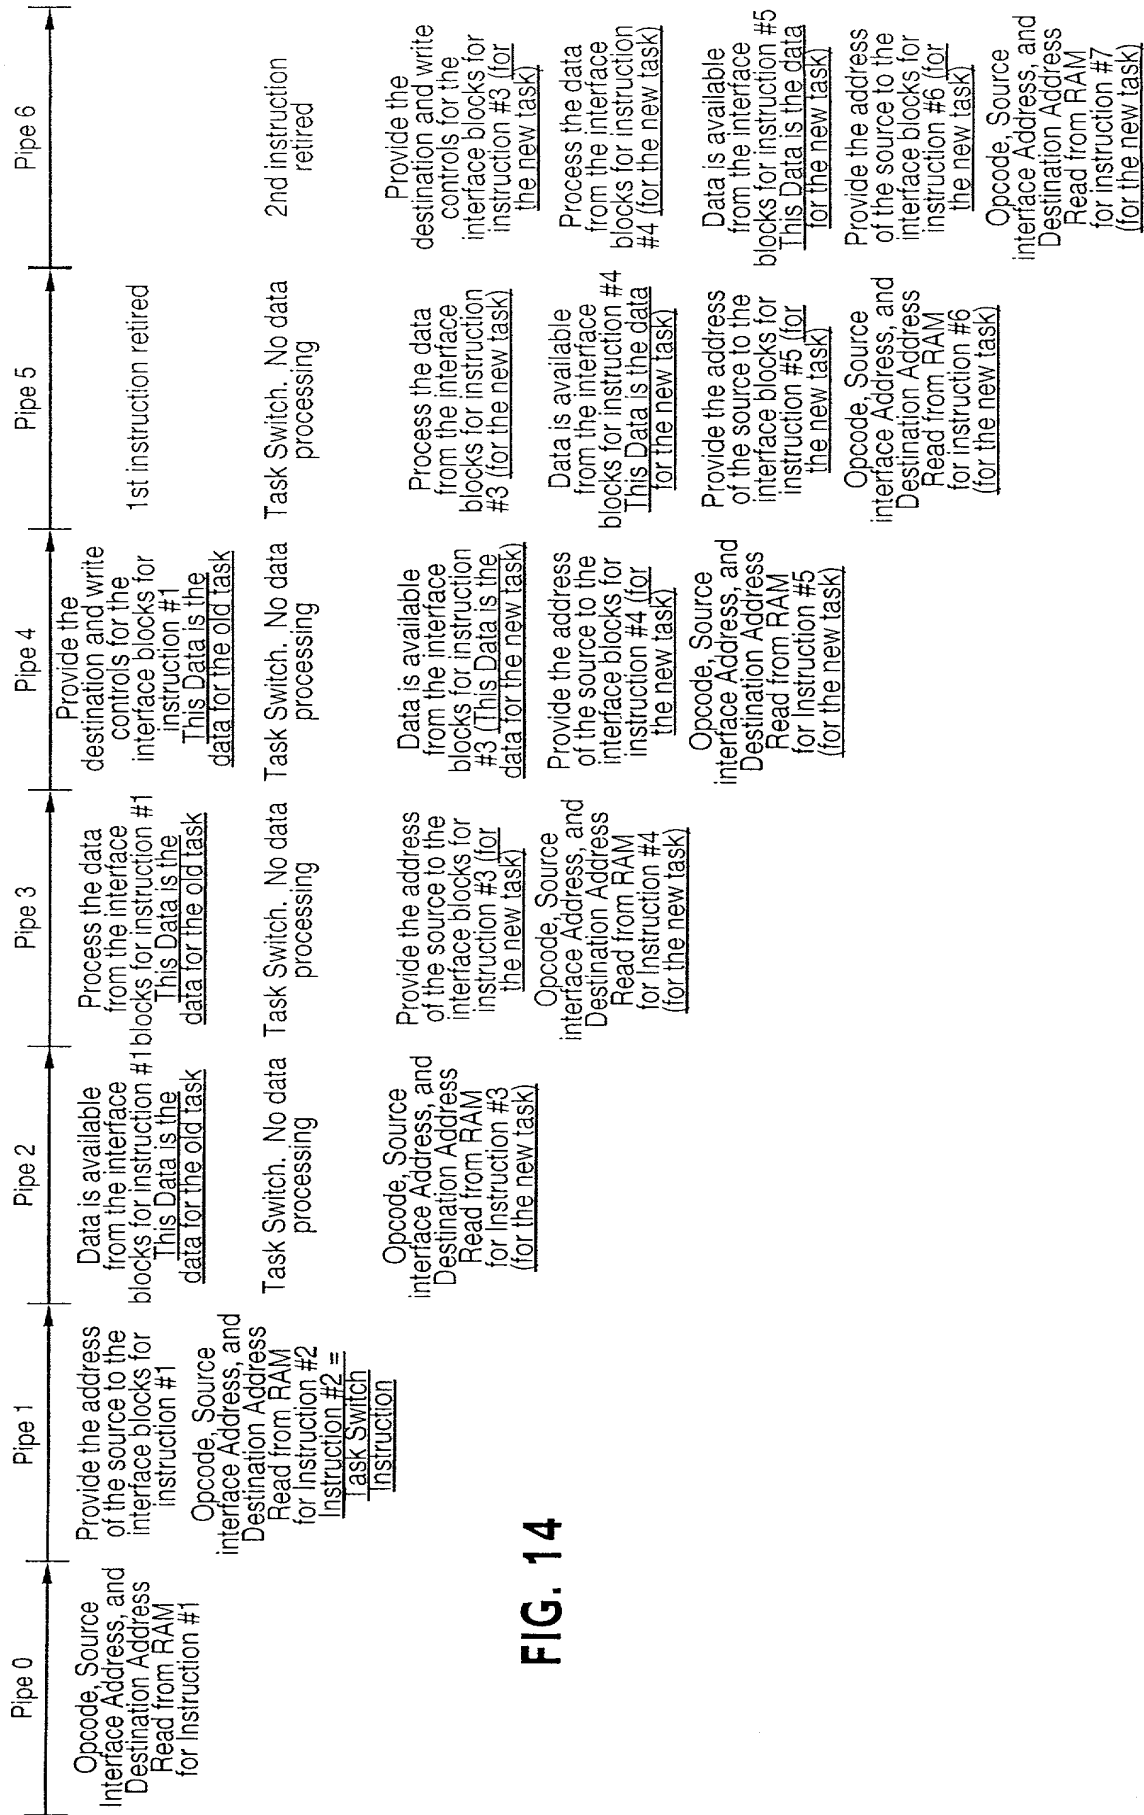 Pipe 0
Pipe 1
Pipe 2
Pipe 3
Pipe 4
Pipe 5
Pipe 6
Opcode, Source
Interface Address, and
Destination Address
Read from RAM
for Instruction #1
Provide the address
of the source to the
interface blocks for
instruction #1
Opcode, Source
interface Address, and
Destination Address
Read from RAM
for Instruction #2
Instruction #2 =
Task Switch
Instruction
Data is available
from the interface
blocks for instruction #1
This Data is the
data for the old task
Task Switch. No data
processing
Opcode, Source
interface Address, and
Destination Address
Read from RAM
for Instruction #3
(for the new task)
Process the data
from the interface
blocks for instruction #1
This Data is the
data for the old task
Task Switch. No data
processing
Provide the address
of the source to the
interface blocks for
instruction #3 (for
the new task)
Opcode, Source
interface Address, and
Destination Address
Read from RAM
for Instruction #4
(for the new task)
Provide the
destination and write
controls for the
interface blocks for
instruction #1
This Data is the
data for the old task
Task Switch. No data
processing
Data is available
from the interface
blocks for instruction
#3 (This Data is the
data for the new task)
Provide the address
of the source to the
interface blocks for
instruction #4 (for
the new task)
Opcode, Source
interface Address, and
Destination Address
Read from RAM
for Instruction #5
(for the new task)
1st instruction retired
Task Switch. No data
processing
Process the data
from the interface
blocks for instruction
#3 (for the new task)
Data is available
from the interface
blocks for instruction #4
This Data is the data
for the new task)
Provide the address
of the source to the
interface blocks for
instruction #5 (for
the new task)
Opcode, Source
interface Address, and
Destination Address
Read from RAM
for instruction #6
(for the new task)
2nd instruction
retired
Provide the
destination and write
controls for the
interface blocks for
instruction #3 (for
the new task)
Process the data
from the interface
blocks for instruction
#4 (for the new task)
Data is available
from the interface
blocks for instruction #5
This Data is the data
for the new task)
Provide the address
of the source to the
interface blocks for
instruction #6 (for
the new task)
Opcode, Source
interface Address, and
Destination Address
Read from RAM
for Instruction #7
(for the new task)
FIG. 14